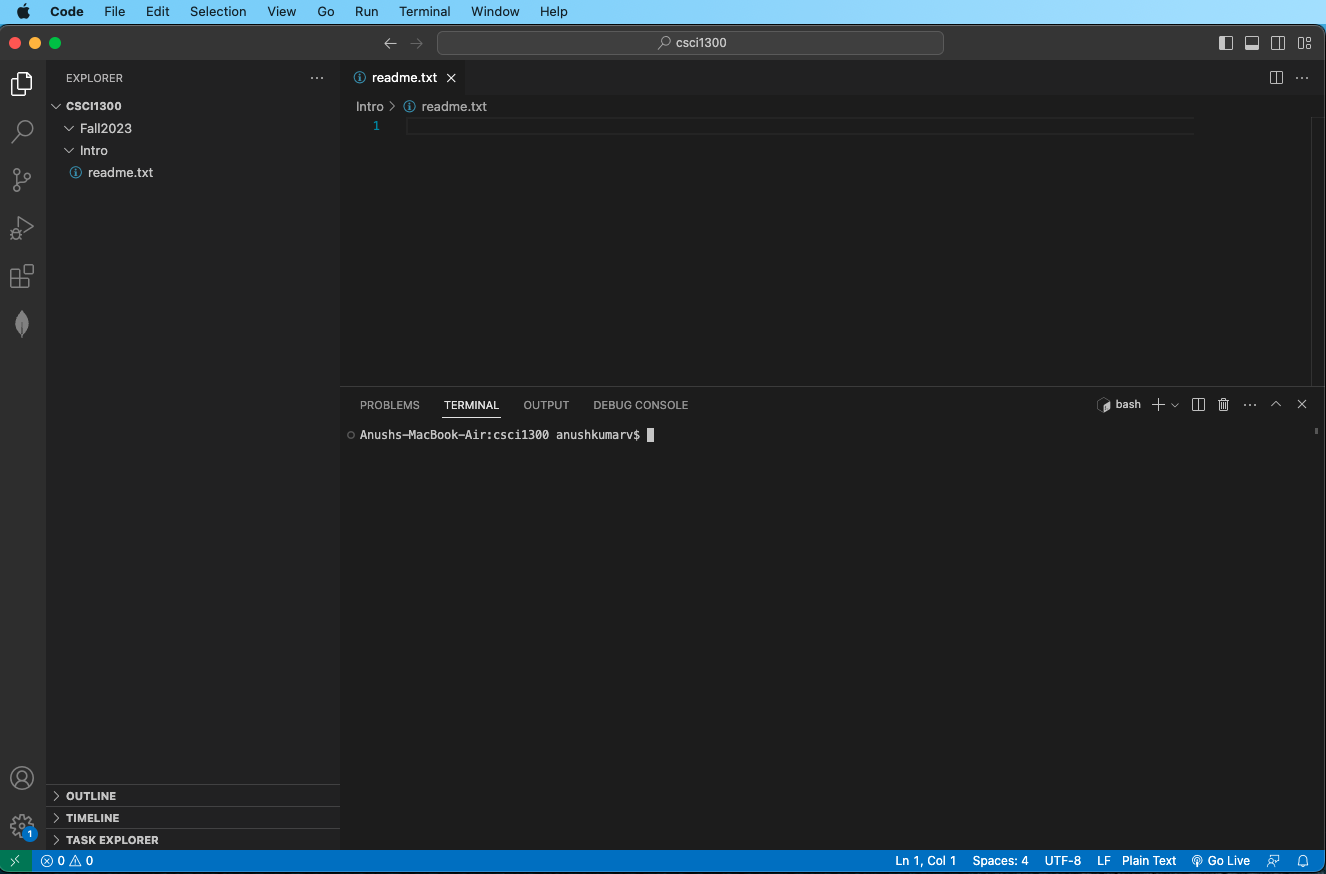 Code File Edit Selection View Go Run Terminal Window Help
csci1300
EXPLORER
CSCI1300
Fall2023
Intro
readme.txt
readme.txt
Intro readme.txt
1
PROBLEMS TERMINAL OUTPUT DEBUG CONSOLE
bash
Anushs-MacBook-Air:csci1300 anushkumarv$
OUTLINE
TIMELINE
TASK EXPLORER
1
0 0 Ln 1, Col 1 Spaces: 4 UTF-8 LF Plain Text Go Live